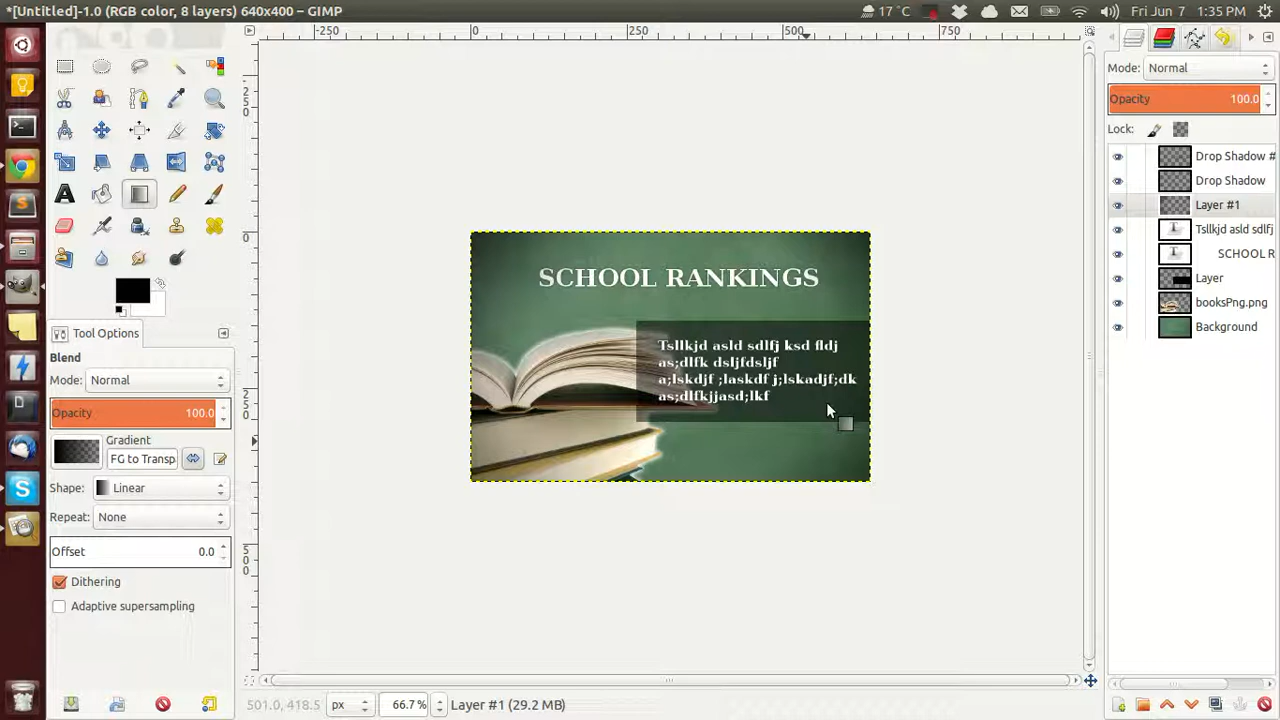 *[Untitled]-1.0 (RGB color, 8 layers) 640x400 – GIMP
17 °C
Fri Jun 7
1:35 PM
-250 0 250 500 750
Mode: Normal
Opacity 100.0
Lock:
Drop Shadow #
Drop Shadow
Layer #1
Tsllkjd asld sdlfj
SCHOOL R
Layer
booksPng.png
Background
SCHOOL RANKINGS
Tsllkjd asld sdlfj ksd fldj
as;dlfk dsljfdsljf
a;lskdjf ;laskdf j;lskadjf;dk
as;dlfkjjasd;lkf
Tool Options
Blend
Mode: Normal
Opacity 100.0
Gradient
FG to Transp
Shape: Linear
Repeat: None
Offset 0.0
Dithering
Adaptive supersampling
501.0, 418.5 px 66.7% Layer #1 (29.2 MB)